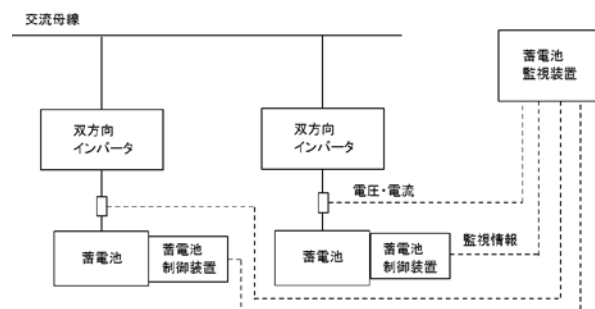 交流母線
蓄電池
監視装置
双方向
インバータ
双方向
インバータ
電圧・電流
蓄電池
蓄電池
制御装置
蓄電池
蓄電池
制御装置
監視情報